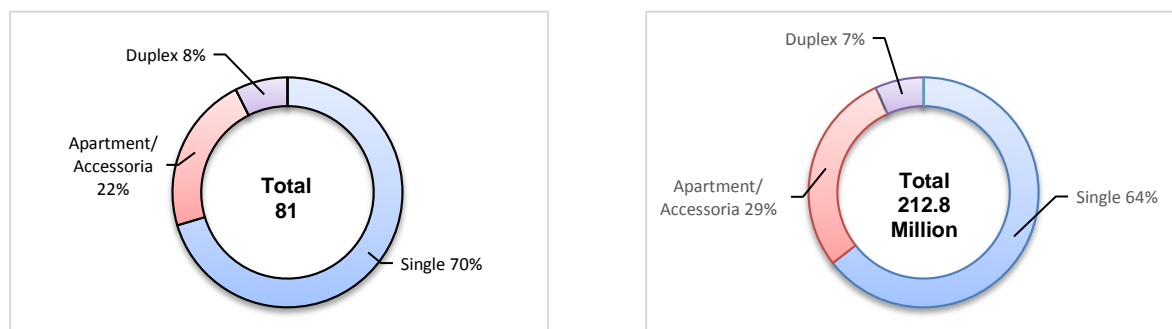 Duplex 8%
Apartment/
Accessoria
22%
Total
81
Single 70%
Duplex 7%
Apartment/
Accessoria 29%
Total
212.8
Million
Single 64%